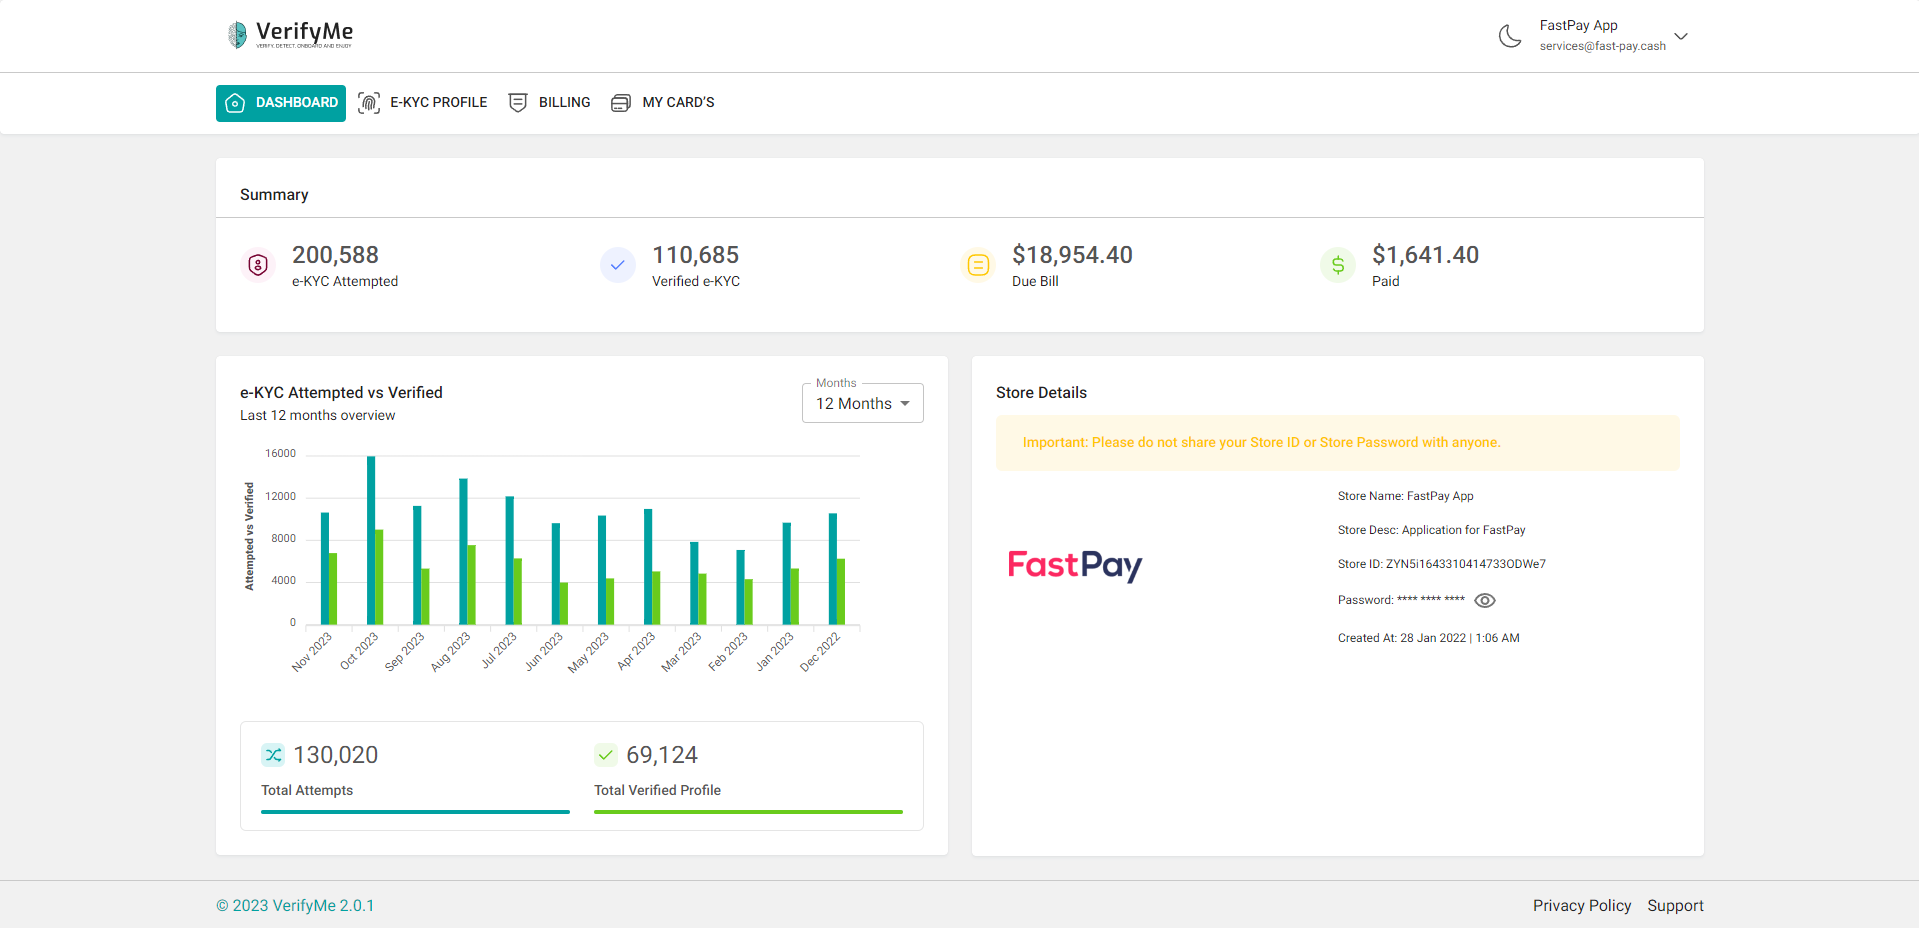 VerifyMe
VERIFY, DETECT, ONBOARD AND ENJOY
FastPay App
services@fast-pay.cash
DASHBOARD
E-KYC PROFILE
BILLING
MY CARD'S
Summary
200,588
e-KYC Attempted
110,685
Verified e-KYC
$18,954.40
Due Bill
$1,641.40
Paid
e-KYC Attempted vs Verified
Last 12 months overview
Months
12 Months
Attempted vs Verified
16000
12000
8000
4000
0
Nov 2023
Oct 2023
Sep 2023
Aug 2023
Jul 2023
Jun 2023
May 2023
Apr 2023
Mar 2023
Feb 2023
Jan 2023
Dec 2022
130,020
Total Attempts
69,124
Total Verified Profile
Store Details
Important: Please do not share your Store ID or Store Password with anyone.
FastPay
Store Name: FastPay App
Store Desc: Application for FastPay
Store ID: ZYN5i1643310414733ODWe7
Password: **** **** ****
Created At: 28 Jan 2022 | 1:06 AM
© 2023 VerifyMe 2.0.1
Privacy Policy
Support